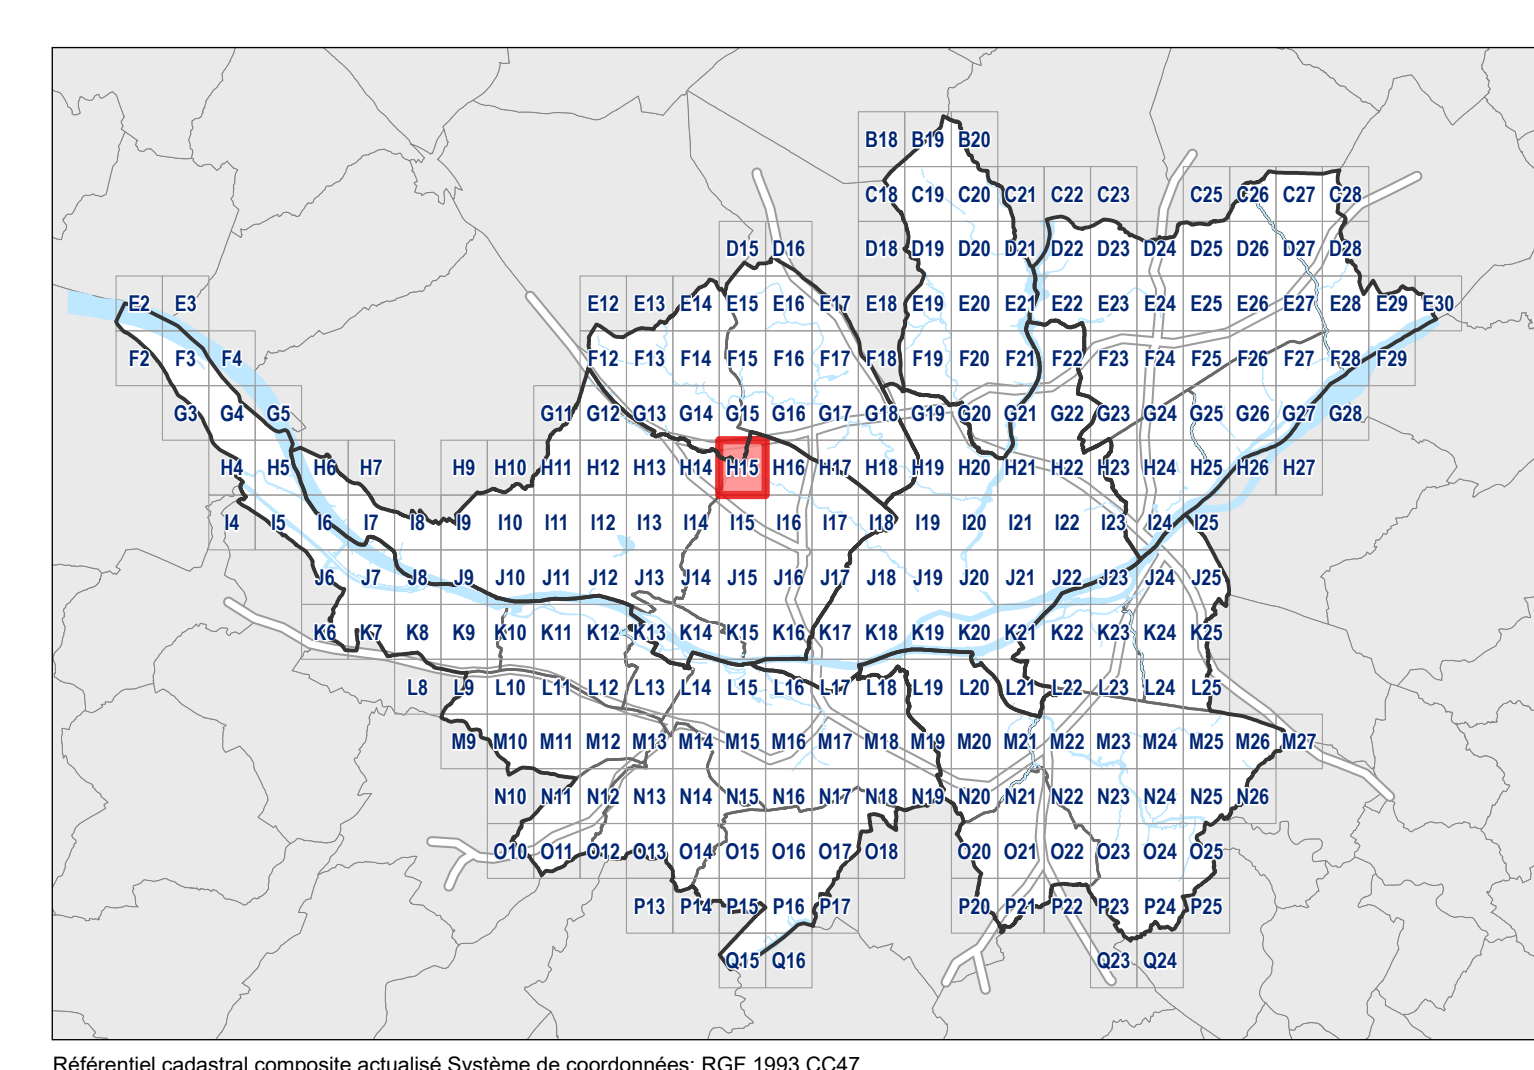 B18 B19 B20
C18 C19 C20 C21 C22 C23 C25 C26 C27 C28
D15 D16 D18 D19 D20 D21 D22 D23 D24 D25 D26 D27 D28
E2 E3 E12 E13 E14 E15 E16 E17 E18 E19 E20 E21 E22 E23 E24 E25 E26 E27 E28 E29 E30
F2 F3 F4 F12 F13 F14 F15 F16 F17 F18 F19 F20 F21 F22 F23 F24 F25 F26 F27 F28 F29
G3 G4 G5 G11 G12 G13 G14 G15 G16 G17 G18 G19 G20 G21 G22 G23 G24 G25 G26 G27 G28
H4 H5 H6 H7 H9 H10 H11 H12 H13 H14 H15 H16 H17 H18 H19 H20 H21 H22 H23 H24 H25 H26 H27
I4 I5 I6 I7 I8 I9 I10 I11 I12 I13 I14 I15 I16 I17 I18 I19 I20 I21 I22 I23 I24 I25
J6 J7 J8 J9 J10 J11 J12 J13 J14 J15 J16 J17 J18 J19 J20 J21 J22 J23 J24 J25
K6 K7 K8 K9 K10 K11 K12 K13 K14 K15 K16 K17 K18 K19 K20 K21 K22 K23 K24 K25
L8 L9 L10 L11 L12 L13 L14 L15 L16 L17 L18 L19 L20 L21 L22 L23 L24 L25
M9 M10 M11 M12 M13 M14 M15 M16 M17 M18 M19 M20 M21 M22 M23 M24 M25 M26 M27
N10 N11 N12 N13 N14 N15 N16 N17 N18 N19 N20 N21 N22 N23 N24 N25 N26
O10 O11 O12 O13 O14 O15 O16 O17 O18 O20 O21 O22 O23 O24 O25
P13 P14 P15 P16 P17 P20 P21 P22 P23 P24 P25
Q15 Q16 Q23 Q24
Référentiel cadastral composite actualisé Système de coordonnées: RGF 1993 CC47